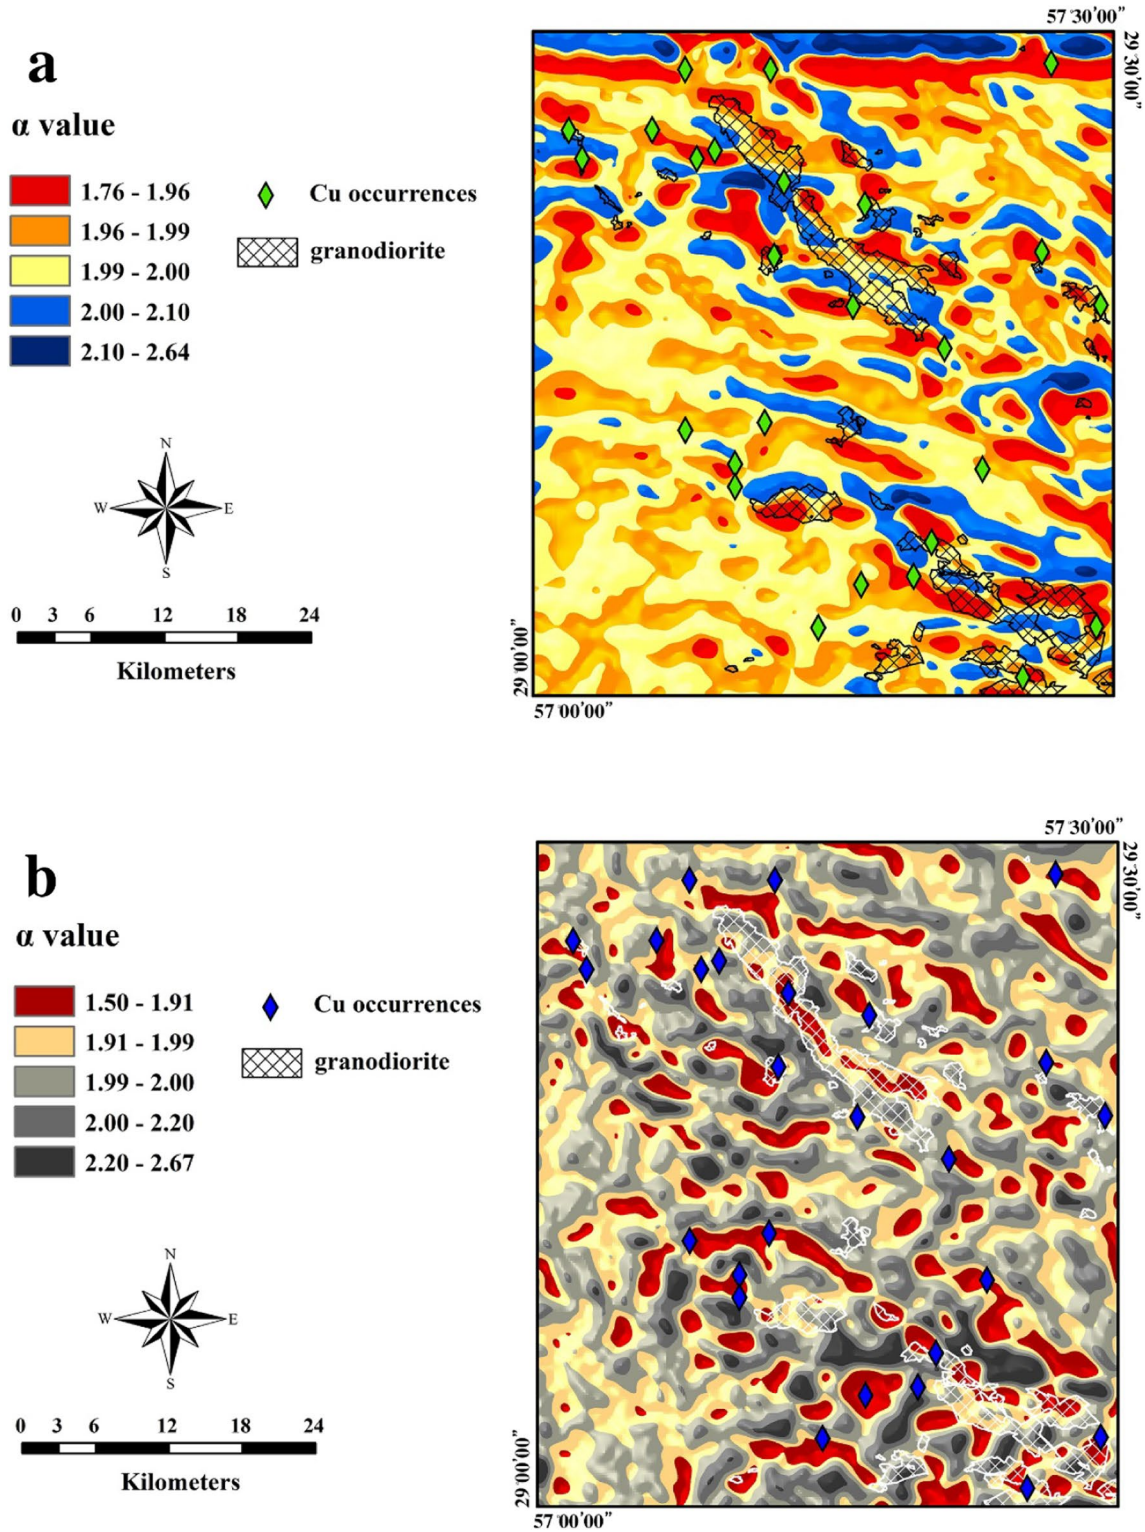 57°30'00"
a
29°30'00"
α value
1.76 - 1.96
Cu occurrences
1.96 - 1.99
granodiorite
1.99 - 2.00
2.00 - 2.10
2.10 - 2.64
N
W E
S
0 3 6 12 18 24
Kilometers
29°00'00"
57°00'00"
57°30'00"
b
29°30'00"
α value
1.50 - 1.91
Cu occurrences
1.91 - 1.99
granodiorite
1.99 - 2.00
2.00 - 2.20
2.20 - 2.67
N
W E
S
0 3 6 12 18 24
Kilometers
29°00'00"
57°00'00"